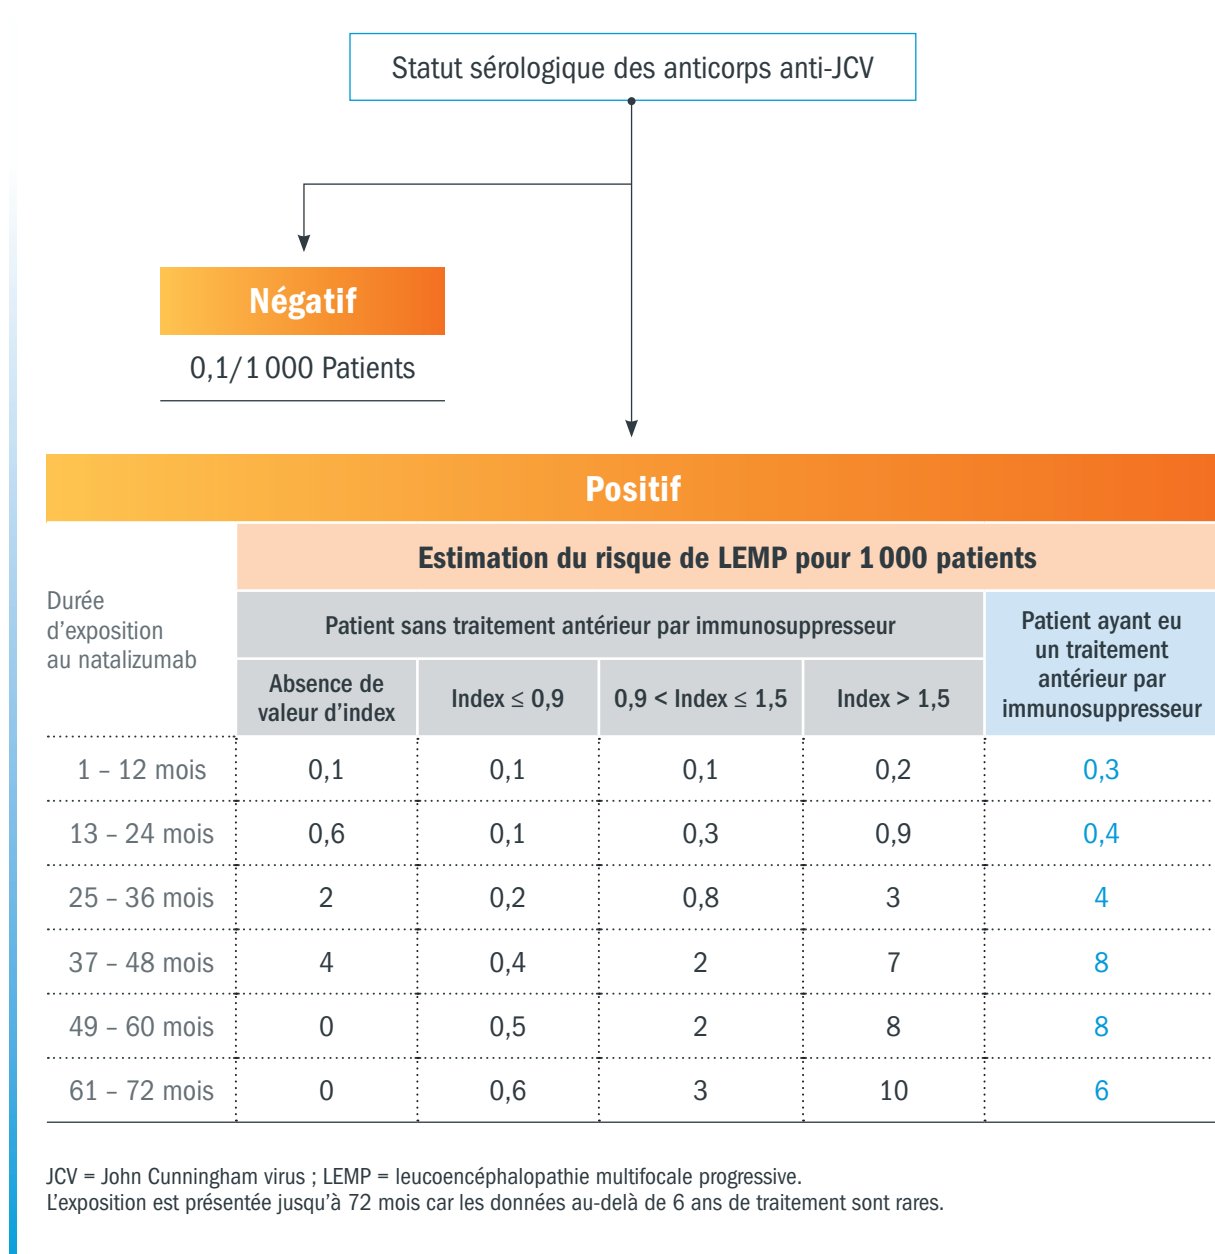 Statut sérologique des anticorps anti-JCV
Négatif
0,1/1 000 Patients
Positif
Durée
d'exposition
au natalizumab
Estimation du risque de LEMP pour 1 000 patients
Patient sans traitement antérieur par immunosuppresseur
Patient ayant eu
un traitement
antérieur par
immunosuppresseur
Absence de
valeur d'index
Index ≤ 0,9
0,9 < Index ≤ 1,5
Index > 1,5
1 – 12 mois 0,1 0,1 0,1 0,2 0,3
13 – 24 mois 0,6 0,1 0,3 0,9 0,4
25 – 36 mois 2 0,2 0,8 3 4
37 – 48 mois 4 0,4 2 7 8
49 – 60 mois 0 0,5 2 8 8
61 – 72 mois 0 0,6 3 10 6
JCV = John Cunningham virus ; LEMP = leucoencéphalopathie multifocale progressive.
L'exposition est présentée jusqu'à 72 mois car les données au-delà de 6 ans de traitement sont rares.